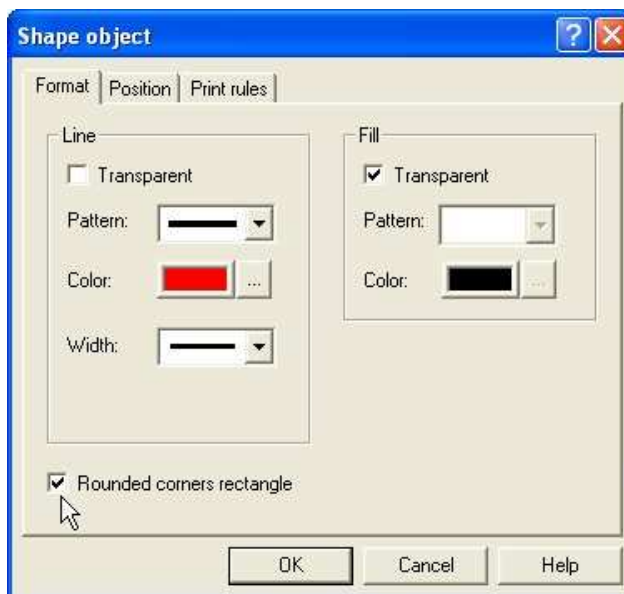 Shape object
Format
Position
Print rules
Line
Transparent
Pattern:
Color:
...
Width:
Fill
Transparent
Pattern:
Color:
...
Rounded corners rectangle
OK
Cancel
Help